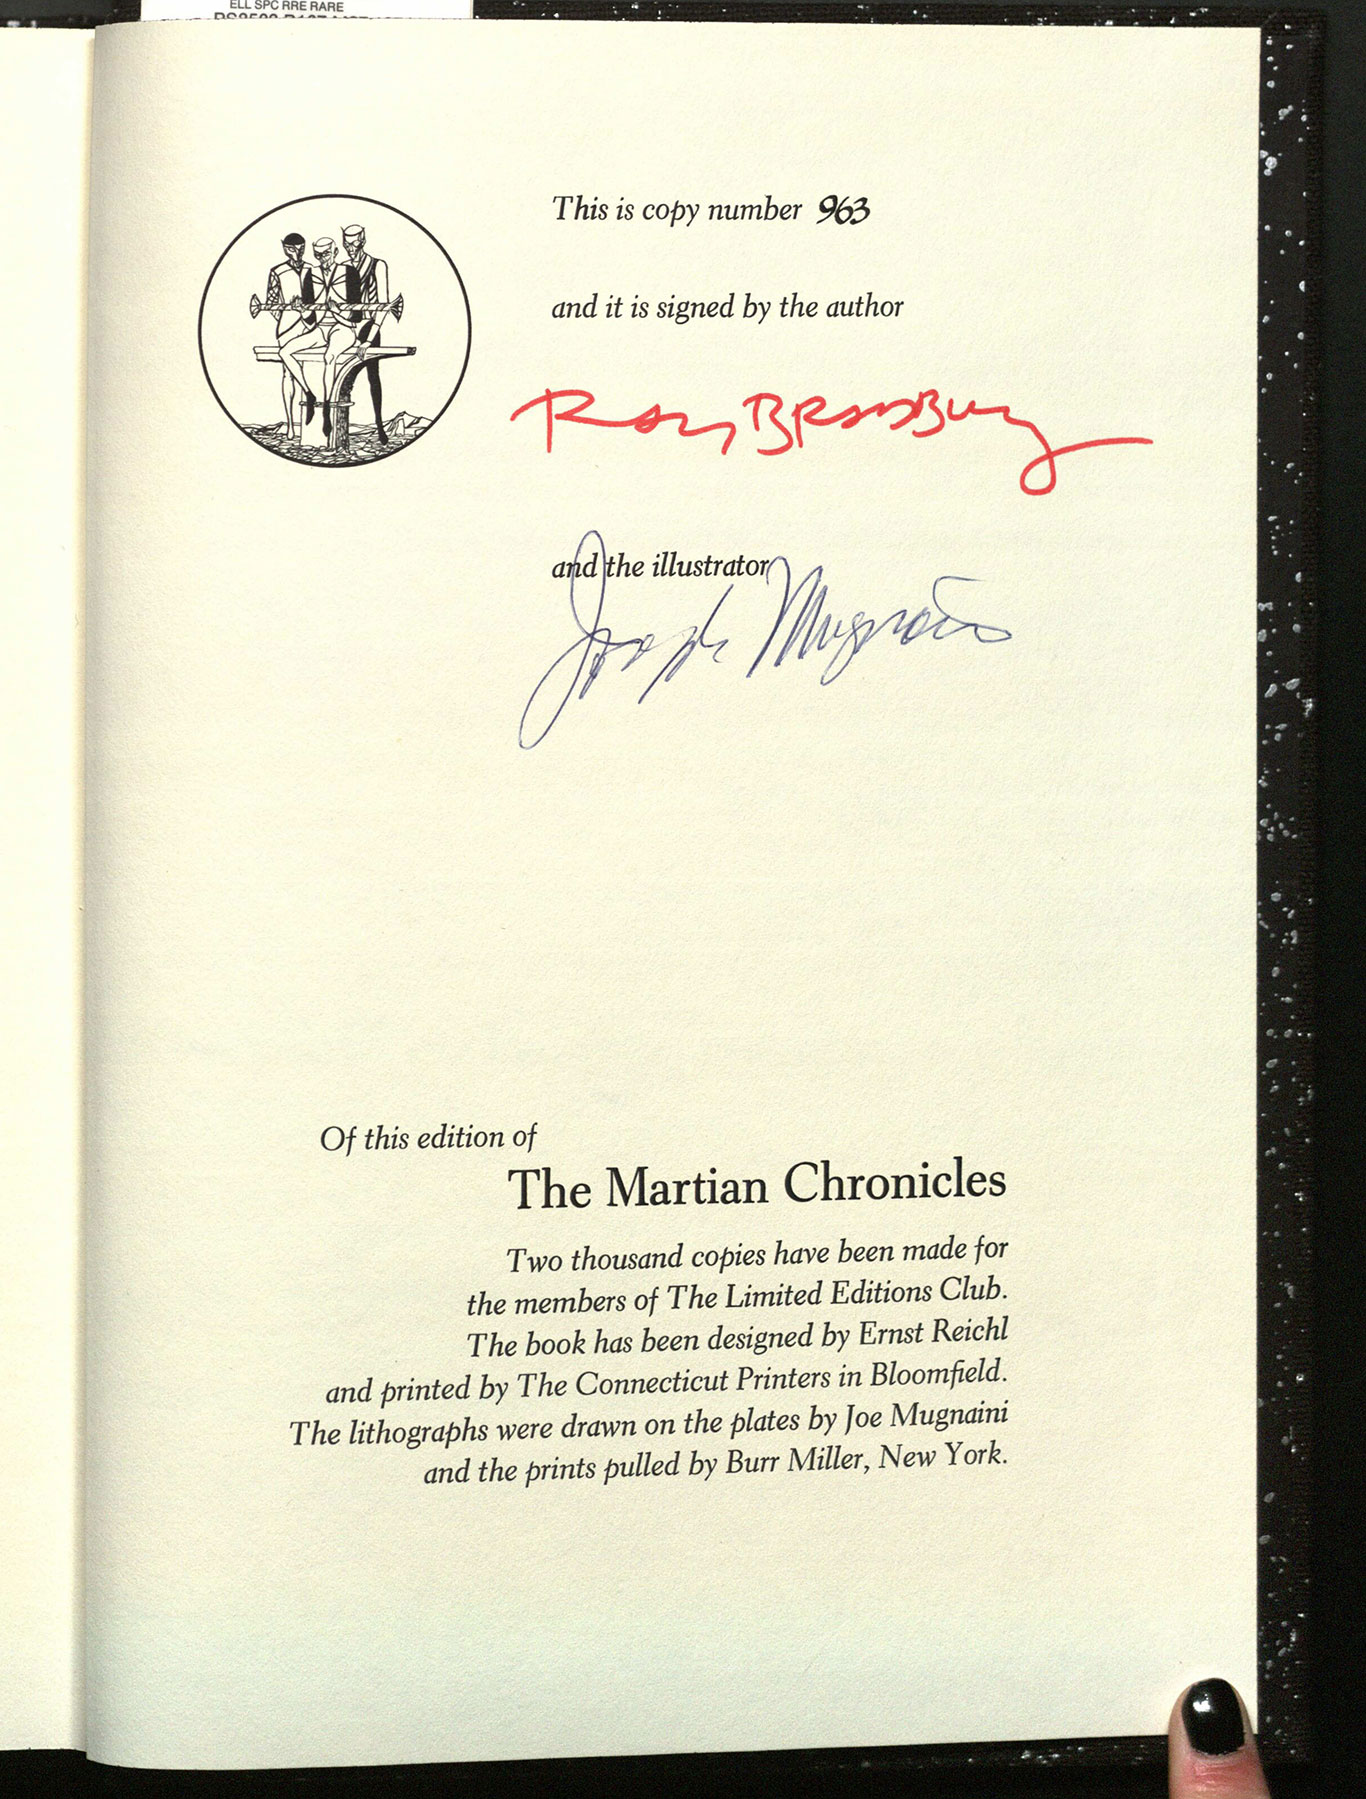 ELL SPC RRE RARE
This is copy number 963
and it is signed by the author
Ray Bradbury
and the illustrator
Joseph Mugnaini
Of this edition of
The Martian Chronicles
Two thousand copies have been made for
the members of The Limited Editions Club.
The book has been designed by Ernst Reichl
and printed by The Connecticut Printers in Bloomfield.
The lithographs were drawn on the plates by Joe Mugnaini
and the prints pulled by Burr Miller, New York.